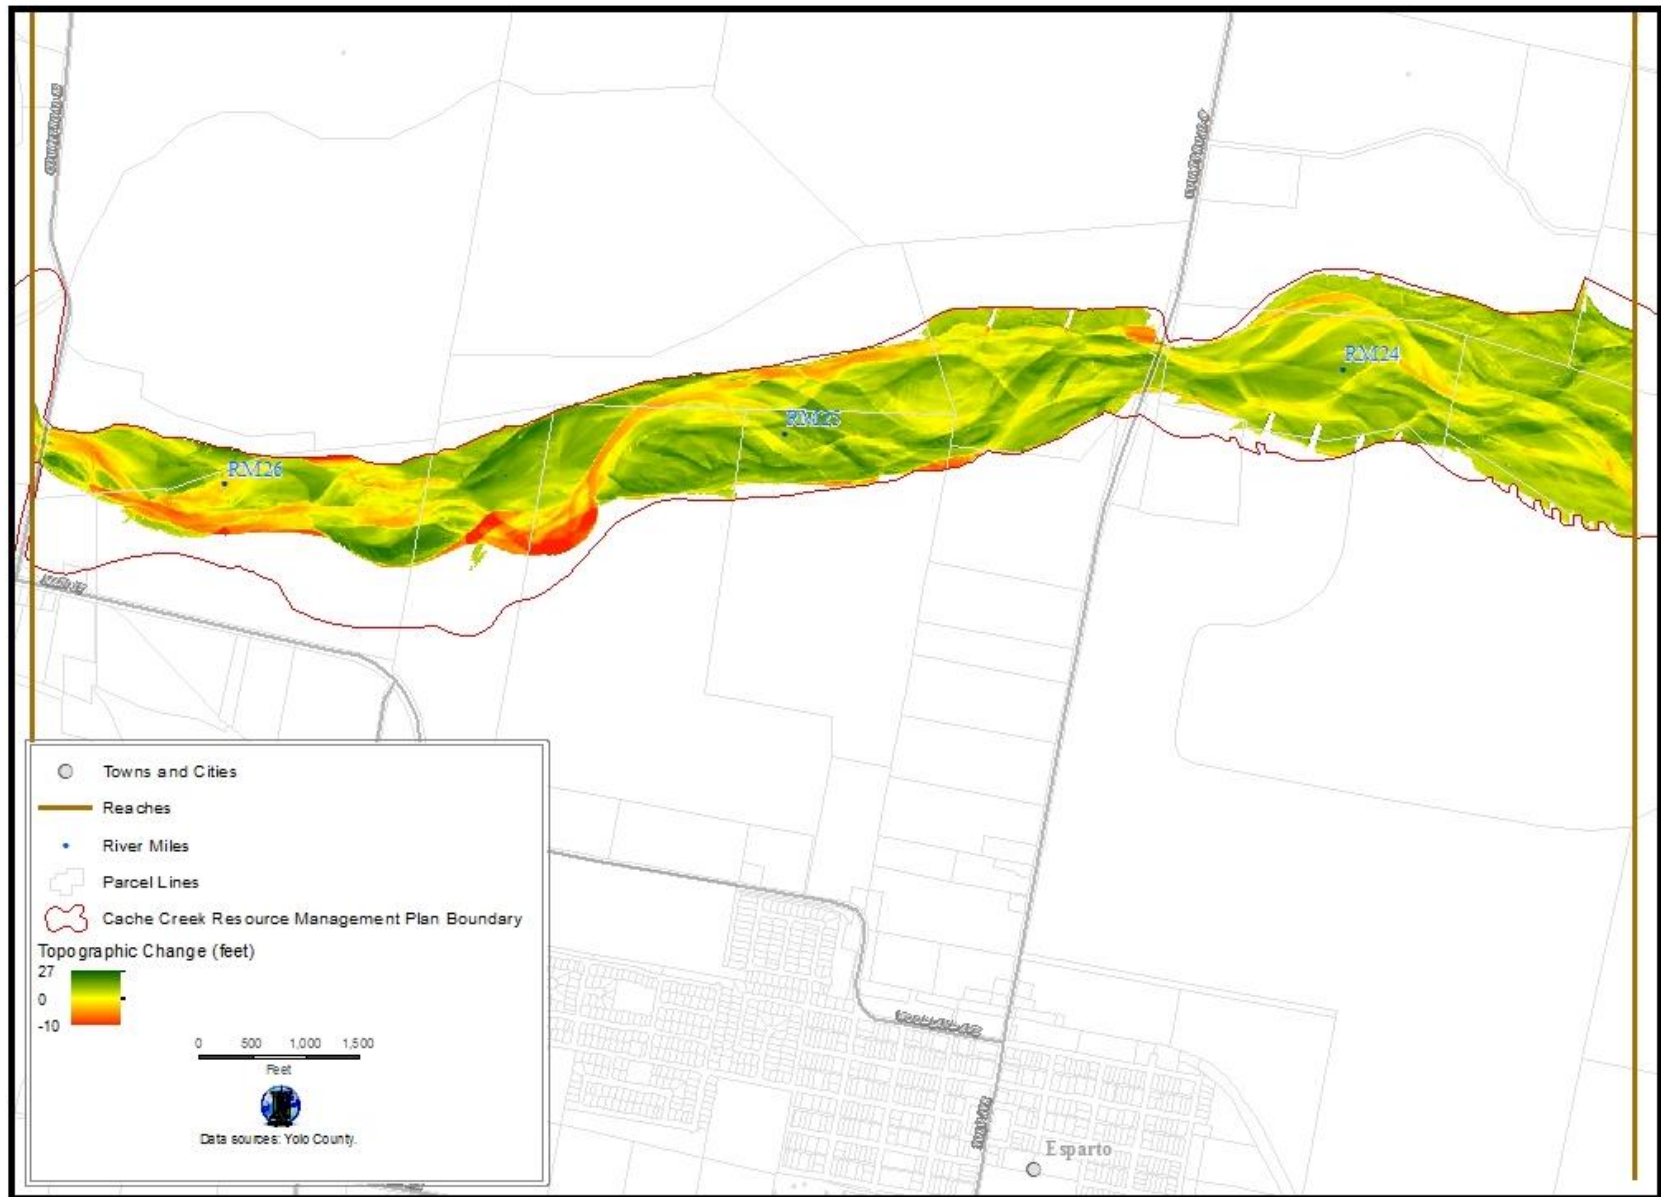 RM24
RM25
RM26
Towns and Cities
Reaches
River Miles
Parcel Lines
Cache Creek Resource Management Plan Boundary
Topographic Change (feet)
27
0
-10
0 500 1,000 1,500
Feet
Data sources: Yolo County.
Esparto